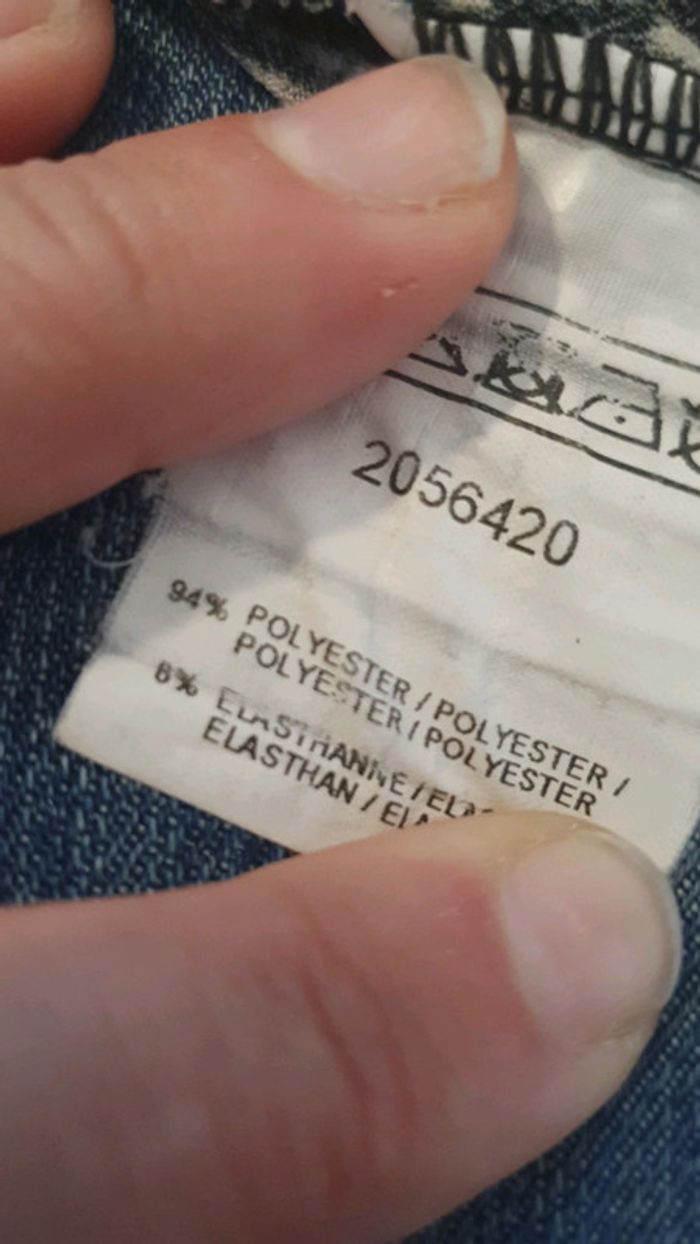 2056420
94% POLYESTER / POLYESTER /
POLYESTER / POLYESTER
6% ELASTHANNE /
ELASTHAN /